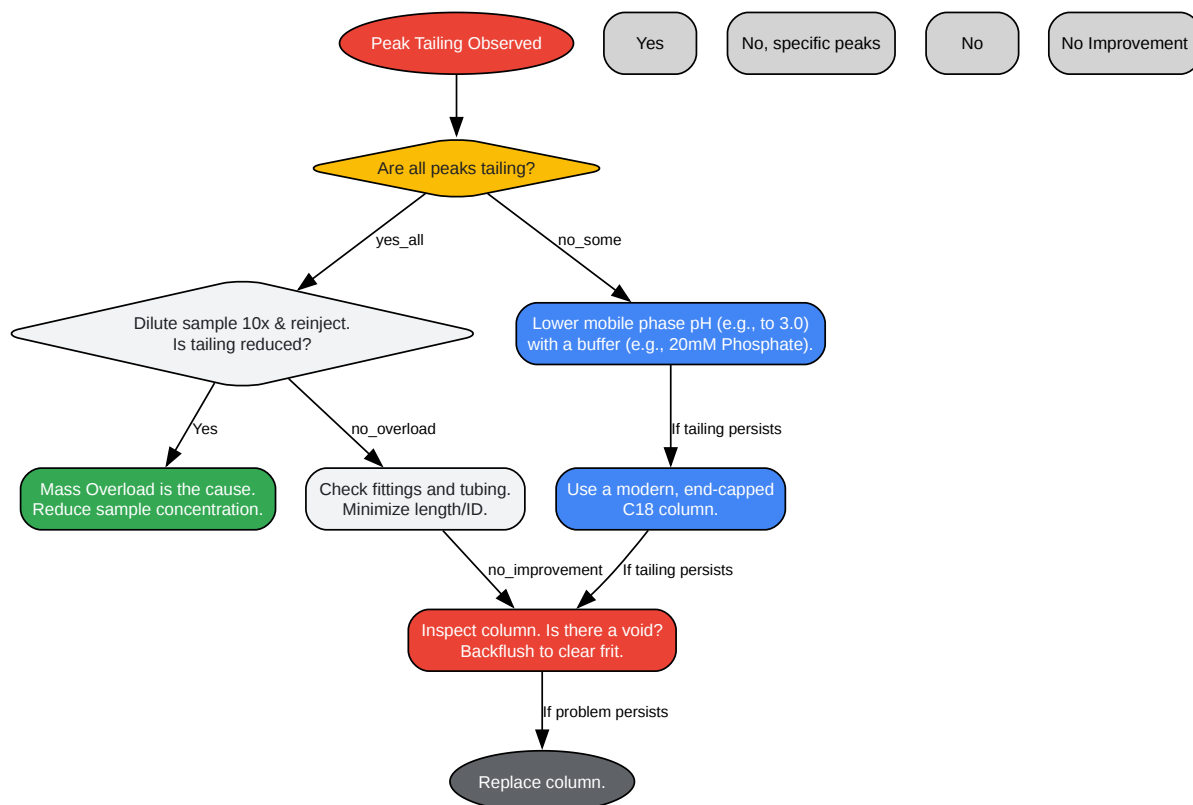 Peak Tailing Observed
Yes
No, specific peaks
No
No Improvement
Are all peaks tailing?
yes_all
no_some
Dilute sample 10x & reinject.
Is tailing reduced?
Lower mobile phase pH (e.g., to 3.0)
with a buffer (e.g., 20mM Phosphate).
Yes
no_overload
If tailing persists
Mass Overload is the cause.
Reduce sample concentration.
Check fittings and tubing.
Minimize length/ID.
Use a modern, end-capped
C18 column.
no_improvement
If tailing persists
Inspect column. Is there a void?
Backflush to clear frit.
If problem persists
Replace column.